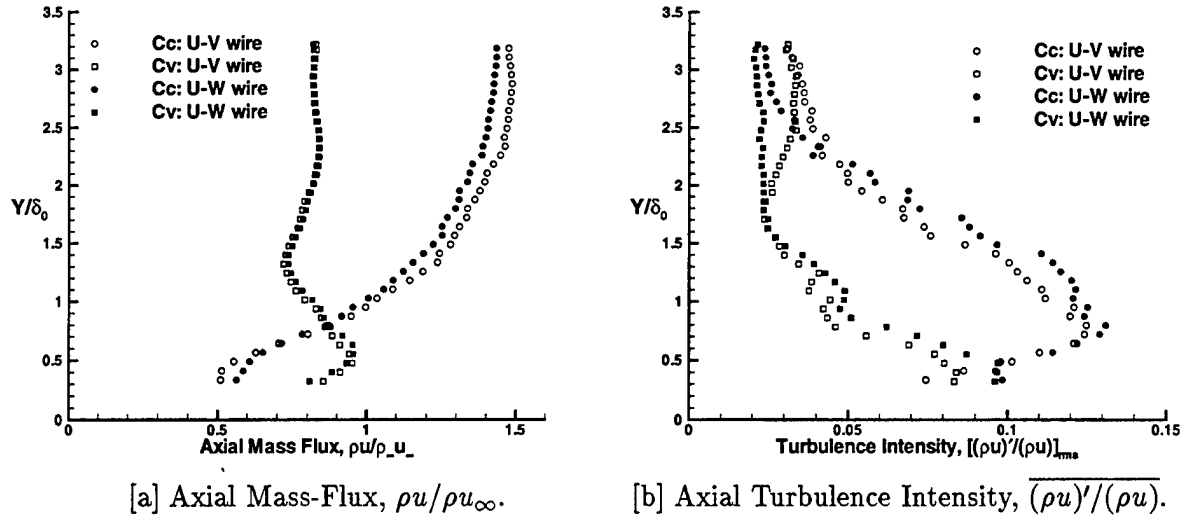 3.5
3
2.5
2
1.5
1
0.5
0
Y/δ₀
Cc: U-V wire
Cv: U-V wire
Cc: U-W wire
Cv: U-W wire
0
0.5
1
1.5
Axial Mass Flux, ρu/ρ_u_
[a] Axial Mass-Flux, ρu/ρu∞.
3.5
3
2.5
2
1.5
1
0.5
0
Y/δ₀
Cc: U-V wire
Cv: U-V wire
Cc: U-W wire
Cv: U-W wire
0
0.05
0.1
0.15
Turbulence Intensity, [(ρu)'/(ρu)]rms
[b] Axial Turbulence Intensity, (ρu)'/(ρu).